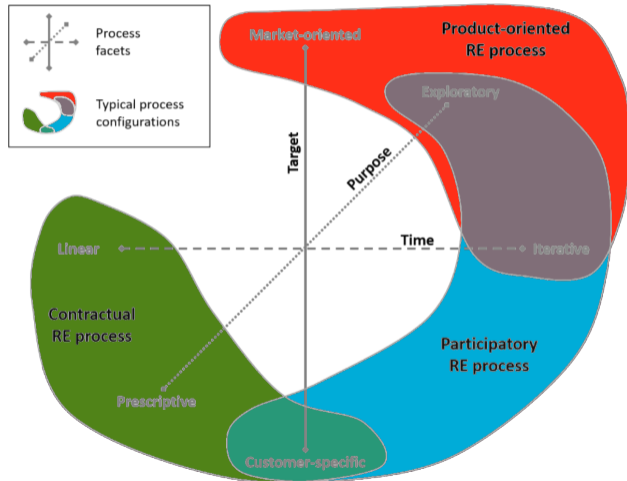 Process
facets
Typical process
configurations
Market-oriented
Product-oriented
RE process
Exploratory
Target
Purpose
Time
Linear
Iterative
Contractual
RE process
Participatory
RE process
Prescriptive
Customer-specific